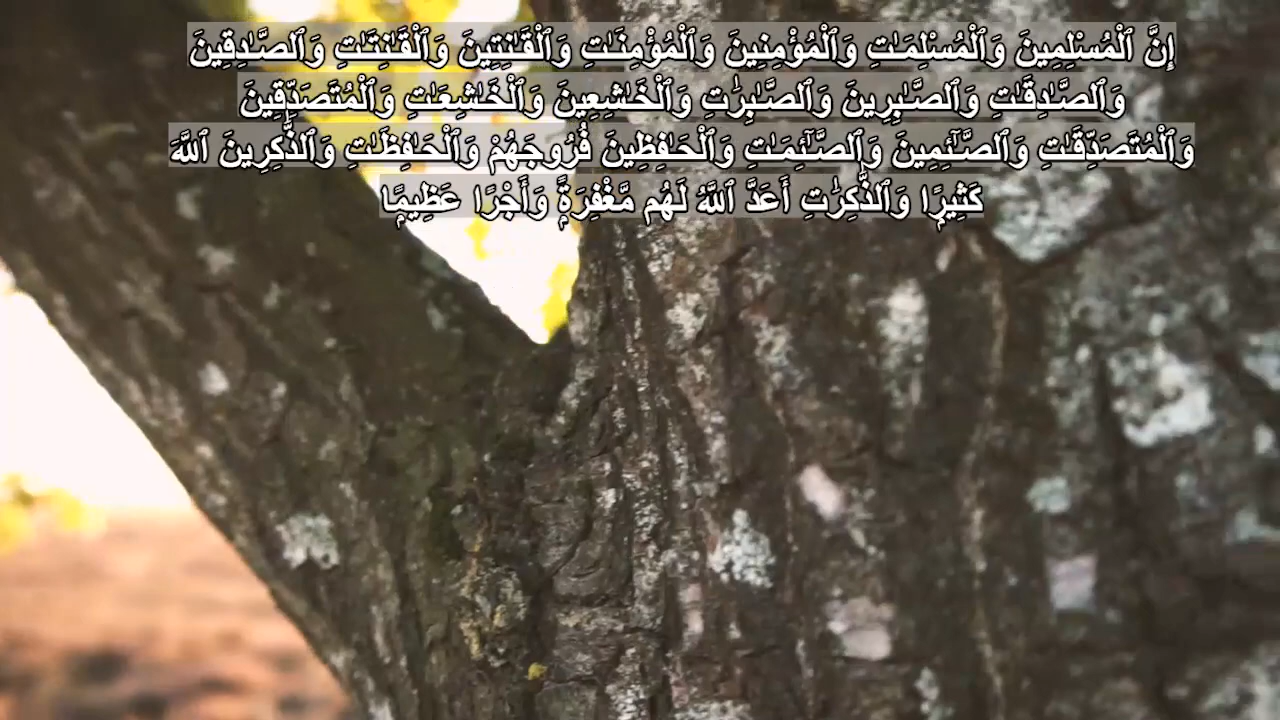 إِنَّ ٱلْمُسْلِمِينَ وَٱلْمُسْلِمَـٰتِ وَٱلْمُؤْمِنِينَ وَٱلْمُؤْمِنَـٰتِ وَٱلْقَـٰنِتِينَ وَٱلْقَـٰنِتَـٰتِ وَٱلصَّـٰدِقِينَ
وَٱلصَّـٰدِقَـٰتِ وَٱلصَّـٰبِرِينَ وَٱلصَّـٰبِرَٰتِ وَٱلْخَـٰشِعِينَ وَٱلْخَـٰشِعَـٰتِ وَٱلْمُتَصَدِّقِينَ
وَٱلْمُتَصَدِّقَـٰتِ وَٱلصَّـٰٓئِمِينَ وَٱلصَّـٰٓئِمَـٰتِ وَٱلْحَـٰفِظِينَ فُرُوجَهُمْ وَٱلْحَـٰفِظَـٰتِ وَٱلذَّٰكِرِينَ ٱللَّهَ
كَثِيرًۭا وَٱلذَّٰكِرَٰتِ أَعَدَّ ٱللَّهُ لَهُم مَّغْفِرَةًۭ وَأَجْرًا عَظِيمًۭا